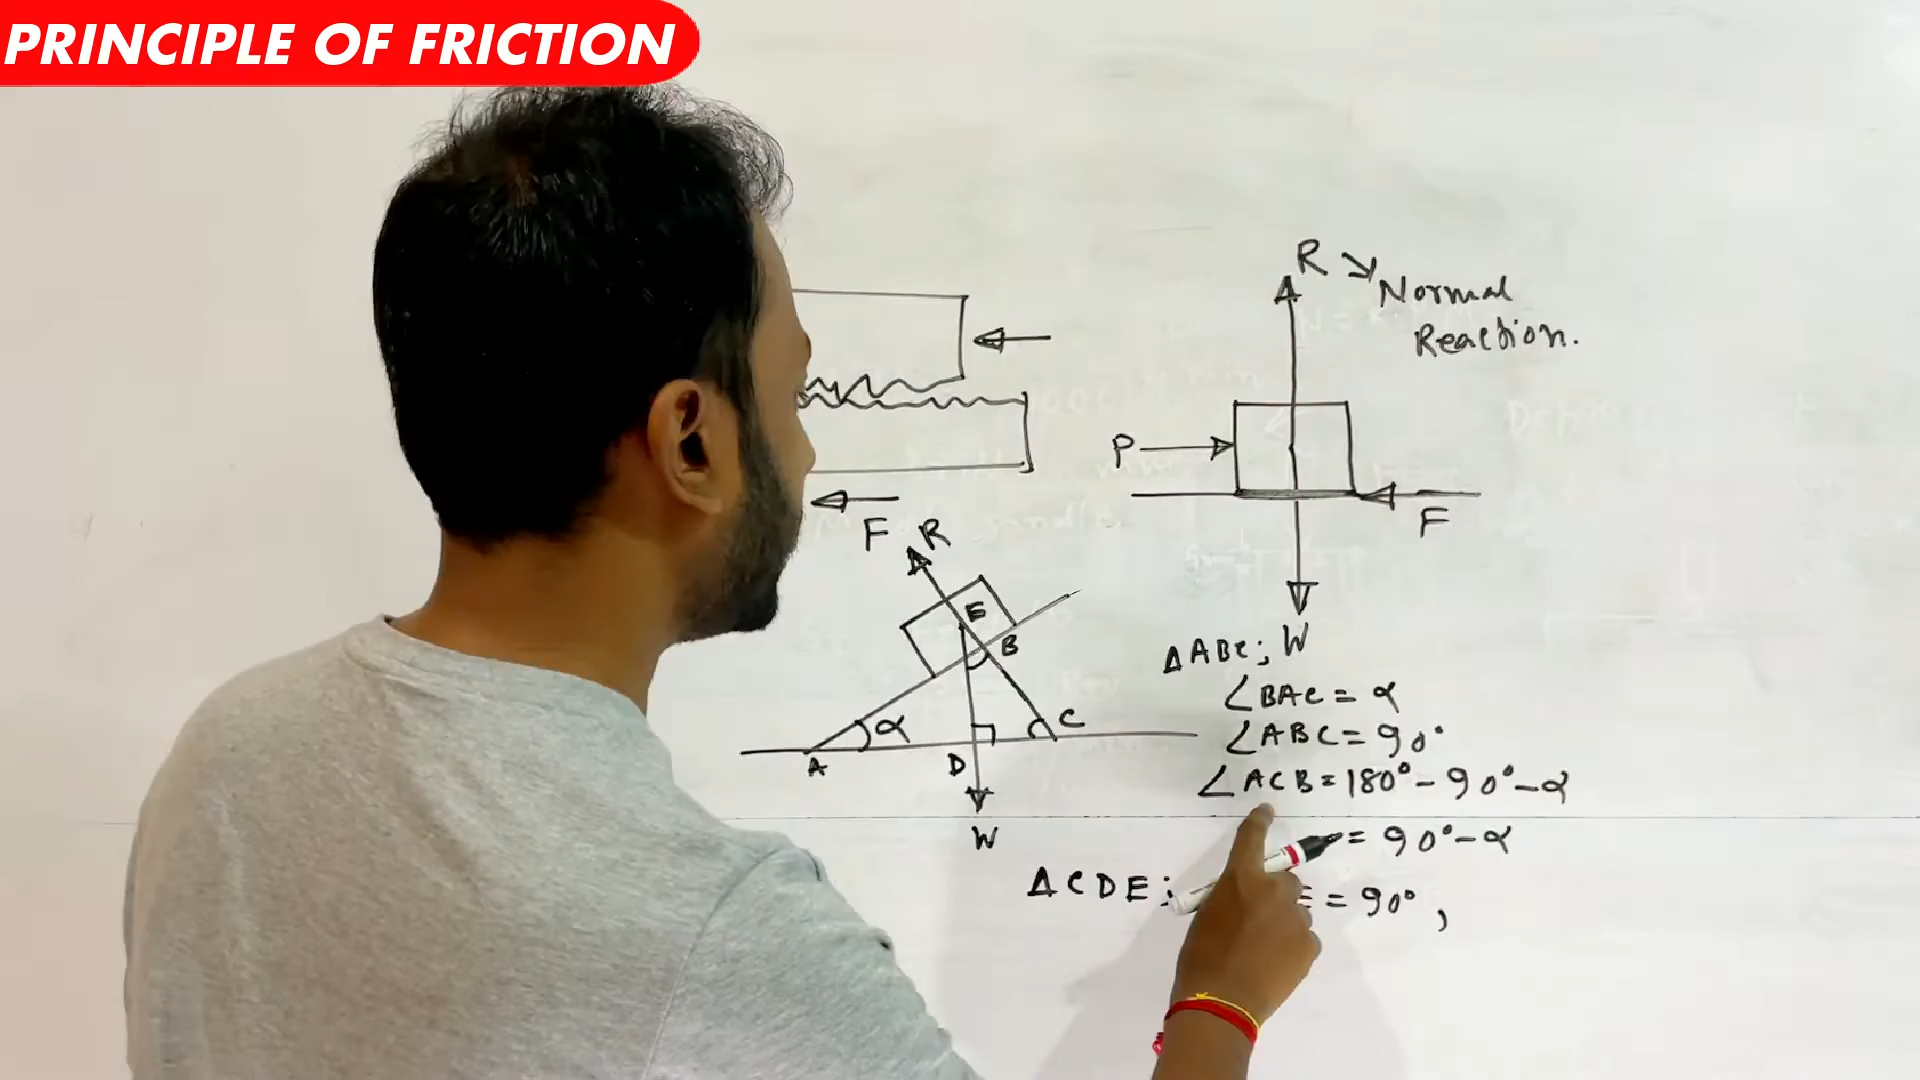 PRINCIPLE OF FRICTION
R
Normal
Reaction.
P
F
W
F
R
E
B
α
C
A
D
W
ΔABC;
∠BAC = α
∠ABC = 90°
∠ACB = 180° - 90° - α
= 90° - α
ΔCDE; E = 90°,